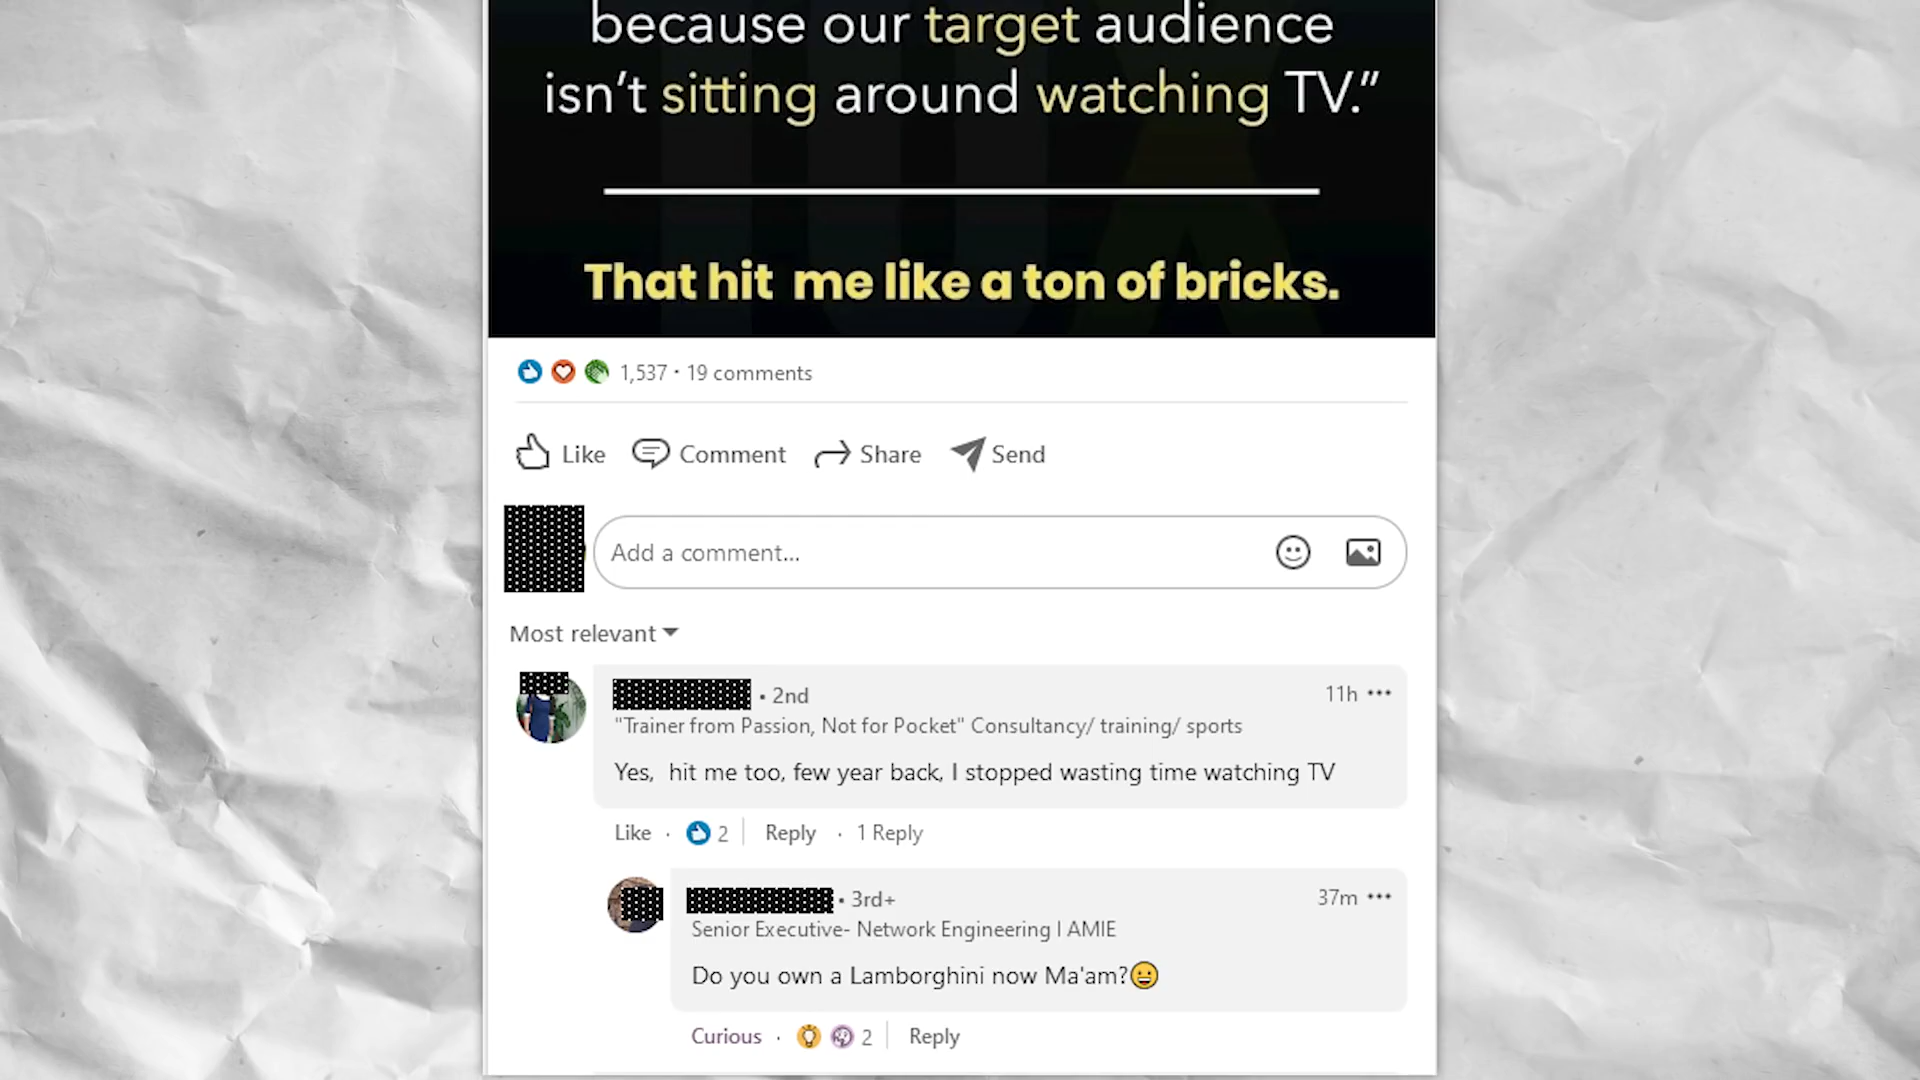 because our target audience
isn’t sitting around watching TV.”
That hit me like a ton of bricks.
1,537 · 19 comments
Like Comment Share Send
Add a comment...
Most relevant
• 2nd 11h
"Trainer from Passion, Not for Pocket" Consultancy/ training/ sports
Yes, hit me too, few year back, I stopped wasting time watching TV
Like · 2 Reply · 1 Reply
• 3rd+ 37m
Senior Executive- Network Engineering I AMIE
Do you own a Lamborghini now Ma'am?😀
Curious · 2 Reply